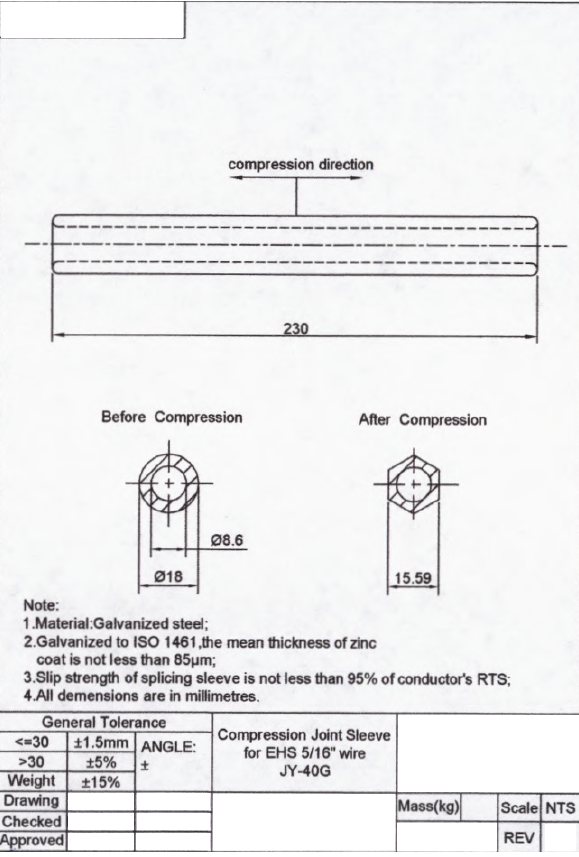 compression direction
230
Before Compression
After Compression
Ø8.6
Ø18
15.59
Note:
1.Material:Galvanized steel;
2.Galvanized to ISO 1461,the mean thickness of zinc
coat is not less than 85μm;
3.Slip strength of splicing sleeve is not less than 95% of conductor's RTS;
4.All demensions are in millimetres.
General Tolerance
<=30 ±1.5mm ANGLE:
>30 ±5% ±
Weight ±15%
Compression Joint Sleeve
for EHS 5/16" wire
JY-40G
Drawing
Checked
Approved
Mass(kg) Scale NTS
REV